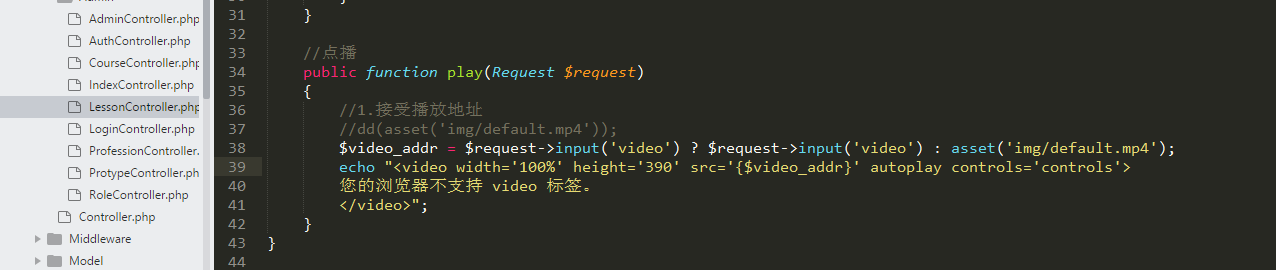 Admin
AdminController.php
AuthController.php
CourseController.php
IndexController.php
LessonController.php
LoginController.php
ProfessionController.
ProtypeController.php
RoleController.php
Controller.php
Middleware
Model
31 }
32
33 //点播
34 public function play(Request $request)
35 {
36 //1.接受播放地址
37 //dd(asset('img/default.mp4'));
38 $video_addr = $request->input('video') ? $request->input('video') : asset('img/default.mp4');
39 echo "<video width='100%' height='390' src='{$video_addr}' autoplay controls='controls'>
40 您的浏览器不支持 video 标签。
41 </video>";
42 }
43 }
44